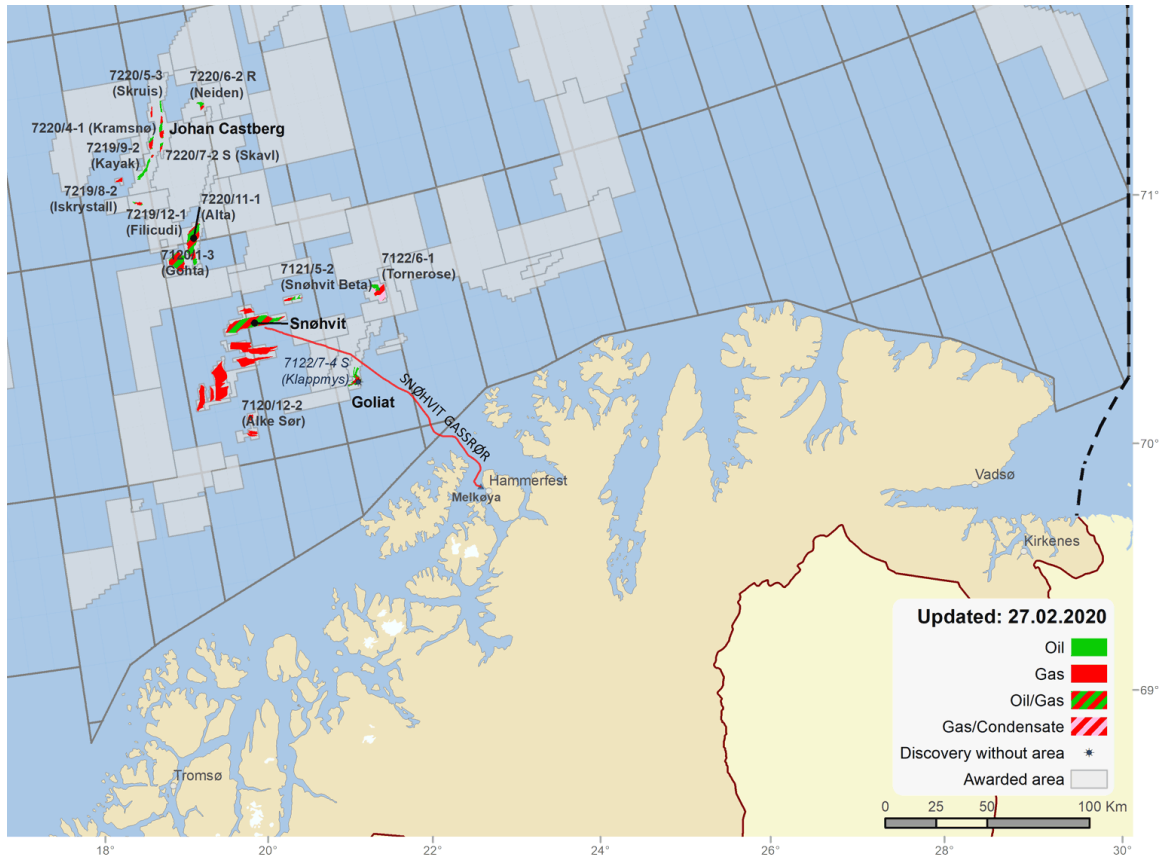 7220/5-3
(Skruis)
7220/6-2 R
(Neiden)
7220/4-1 (Kramsnø)
Johan Castberg
7219/9-2
(Kayak)
7220/7-2 S (Skavl)
7219/8-2
(Iskrystall)
7220/11-1
(Alta)
7219/12-1
(Filicudi)
7120/1-3
(Gohta)
7121/5-2
(Snøhvit Beta)
7122/6-1
(Tornerose)
Snøhvit
7122/7-4 S
(Klappmys)
Goliat
7120/12-2
(Alke Sør)
SNØHVIT GASSRØR
Hammerfest
Melkøya
Vadsø
Kirkenes
Tromsø
71°
70°
69°
Updated: 27.02.2020
Oil
Gas
Oil/Gas
Gas/Condensate
Discovery without area
Awarded area
0 25 50 100 Km
18° 20° 22° 24° 26° 28° 30°